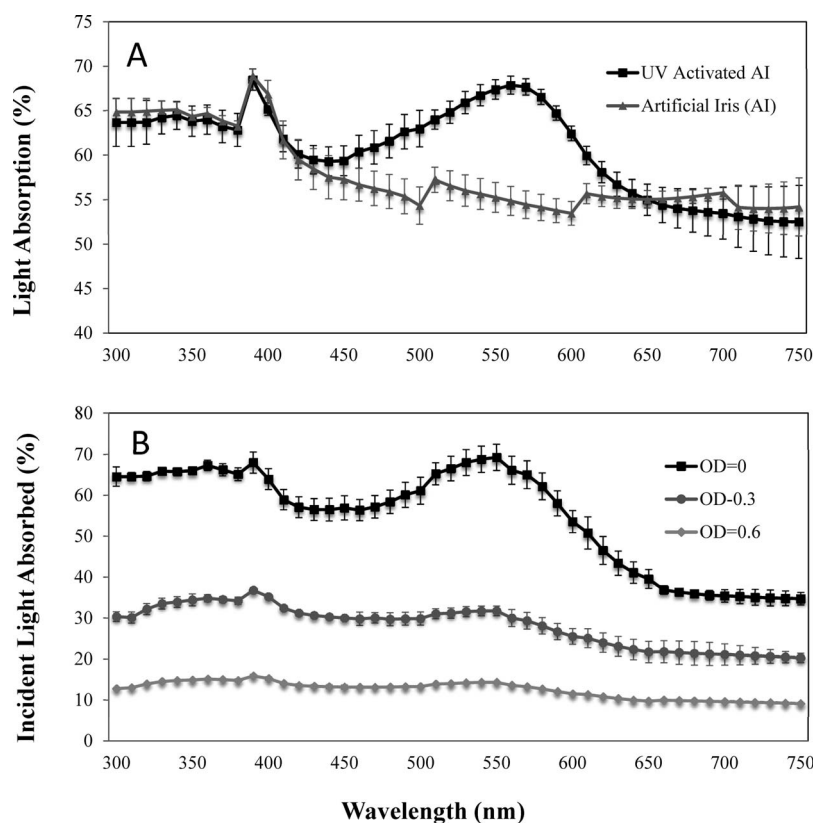 A
75
70
65
60
55
50
45
40
Light Absorption (%)
UV Activated AI
Artificial Iris (AI)
300 350 400 450 500 550 600 650 700 750
B
80
70
60
50
40
30
20
10
0
Incident Light Absorbed (%)
OD=0
OD-0.3
OD=0.6
300 350 400 450 500 550 600 650 700 750
Wavelength (nm)